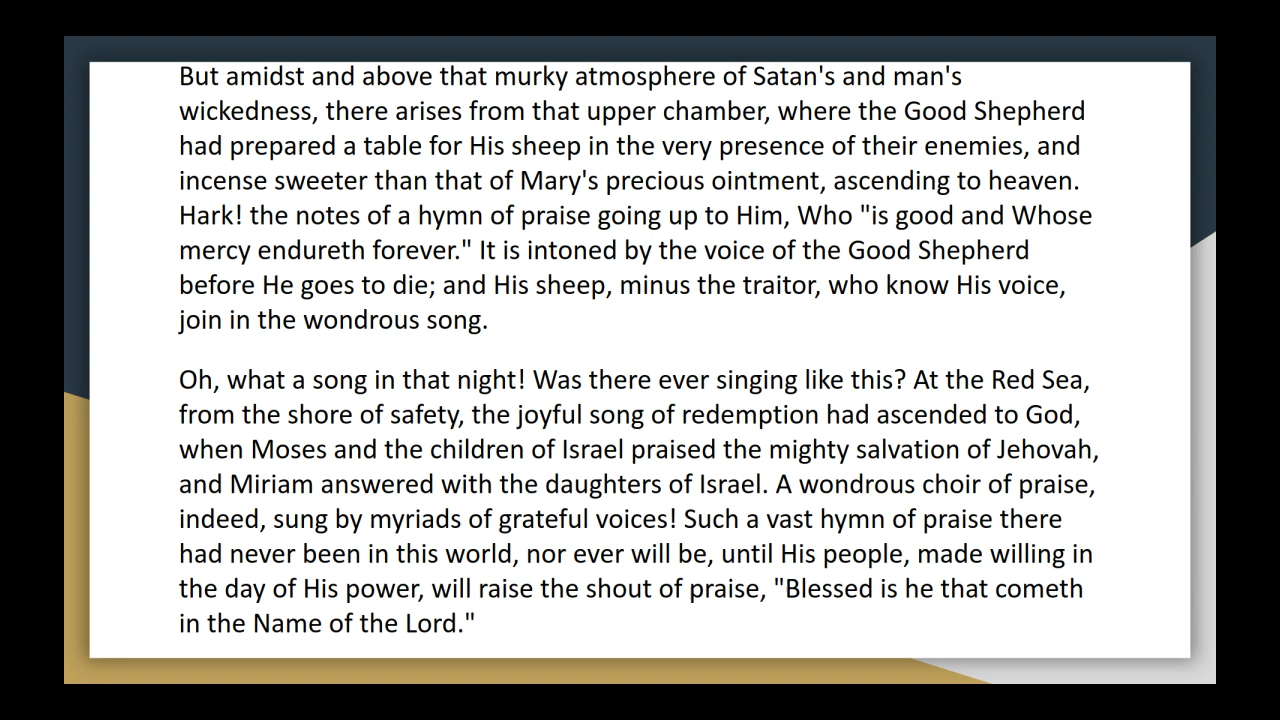 But amidst and above that murky atmosphere of Satan's and man's
wickedness, there arises from that upper chamber, where the Good Shepherd
had prepared a table for His sheep in the very presence of their enemies, and
incense sweeter than that of Mary's precious ointment, ascending to heaven.
Hark! the notes of a hymn of praise going up to Him, Who "is good and Whose
mercy endureth forever." It is intoned by the voice of the Good Shepherd
before He goes to die; and His sheep, minus the traitor, who know His voice,
join in the wondrous song.
Oh, what a song in that night! Was there ever singing like this? At the Red Sea,
from the shore of safety, the joyful song of redemption had ascended to God,
when Moses and the children of Israel praised the mighty salvation of Jehovah,
and Miriam answered with the daughters of Israel. A wondrous choir of praise,
indeed, sung by myriads of grateful voices! Such a vast hymn of praise there
had never been in this world, nor ever will be, until His people, made willing in
the day of His power, will raise the shout of praise, "Blessed is he that cometh
in the Name of the Lord."